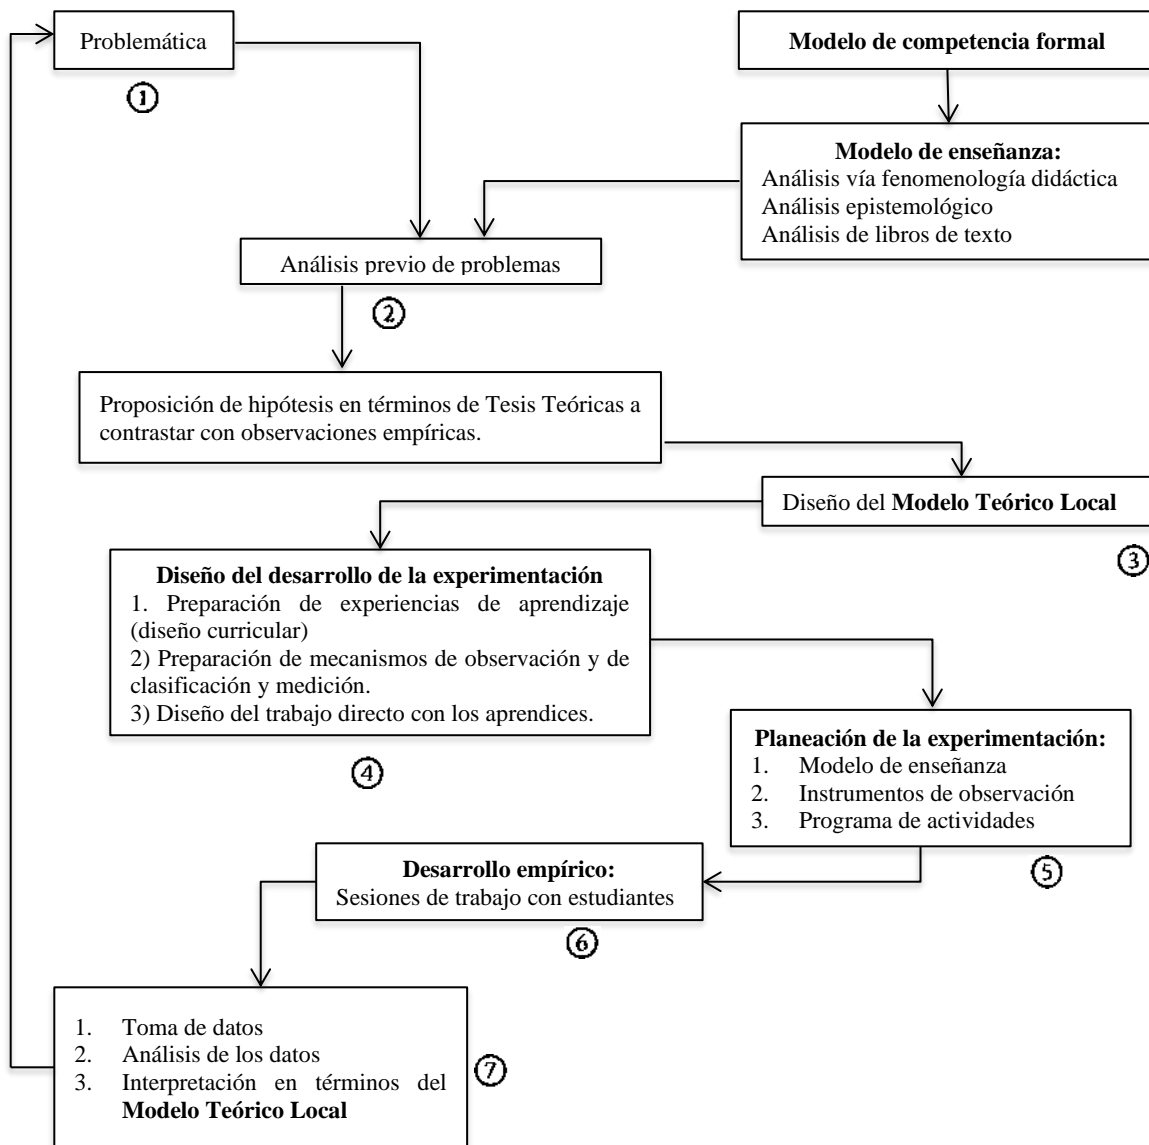 Problemática
①
Modelo de competencia formal
Modelo de enseñanza:
Análisis vía fenomenología didáctica
Análisis epistemológico
Análisis de libros de texto
Análisis previo de problemas
②
Proposición de hipótesis en términos de Tesis Teóricas a
contrastar con observaciones empíricas.
Diseño del Modelo Teórico Local
③
Diseño del desarrollo de la experimentación
1. Preparación de experiencias de aprendizaje
(diseño curricular)
2) Preparación de mecanismos de observación y de
clasificación y medición.
3) Diseño del trabajo directo con los aprendices.
④
Planeación de la experimentación:
1. Modelo de enseñanza
2. Instrumentos de observación
3. Programa de actividades
⑤
Desarrollo empírico:
Sesiones de trabajo con estudiantes
⑥
1. Toma de datos
2. Análisis de los datos
3. Interpretación en términos del
Modelo Teórico Local
⑦